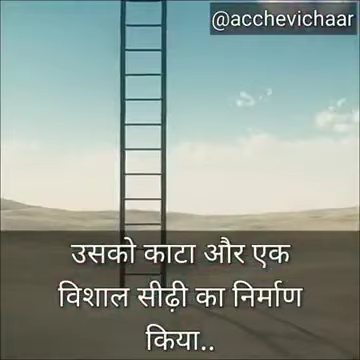 @acchevichaar
उसको काटा और एक
विशाल सीढ़ी का निर्माण
किया..